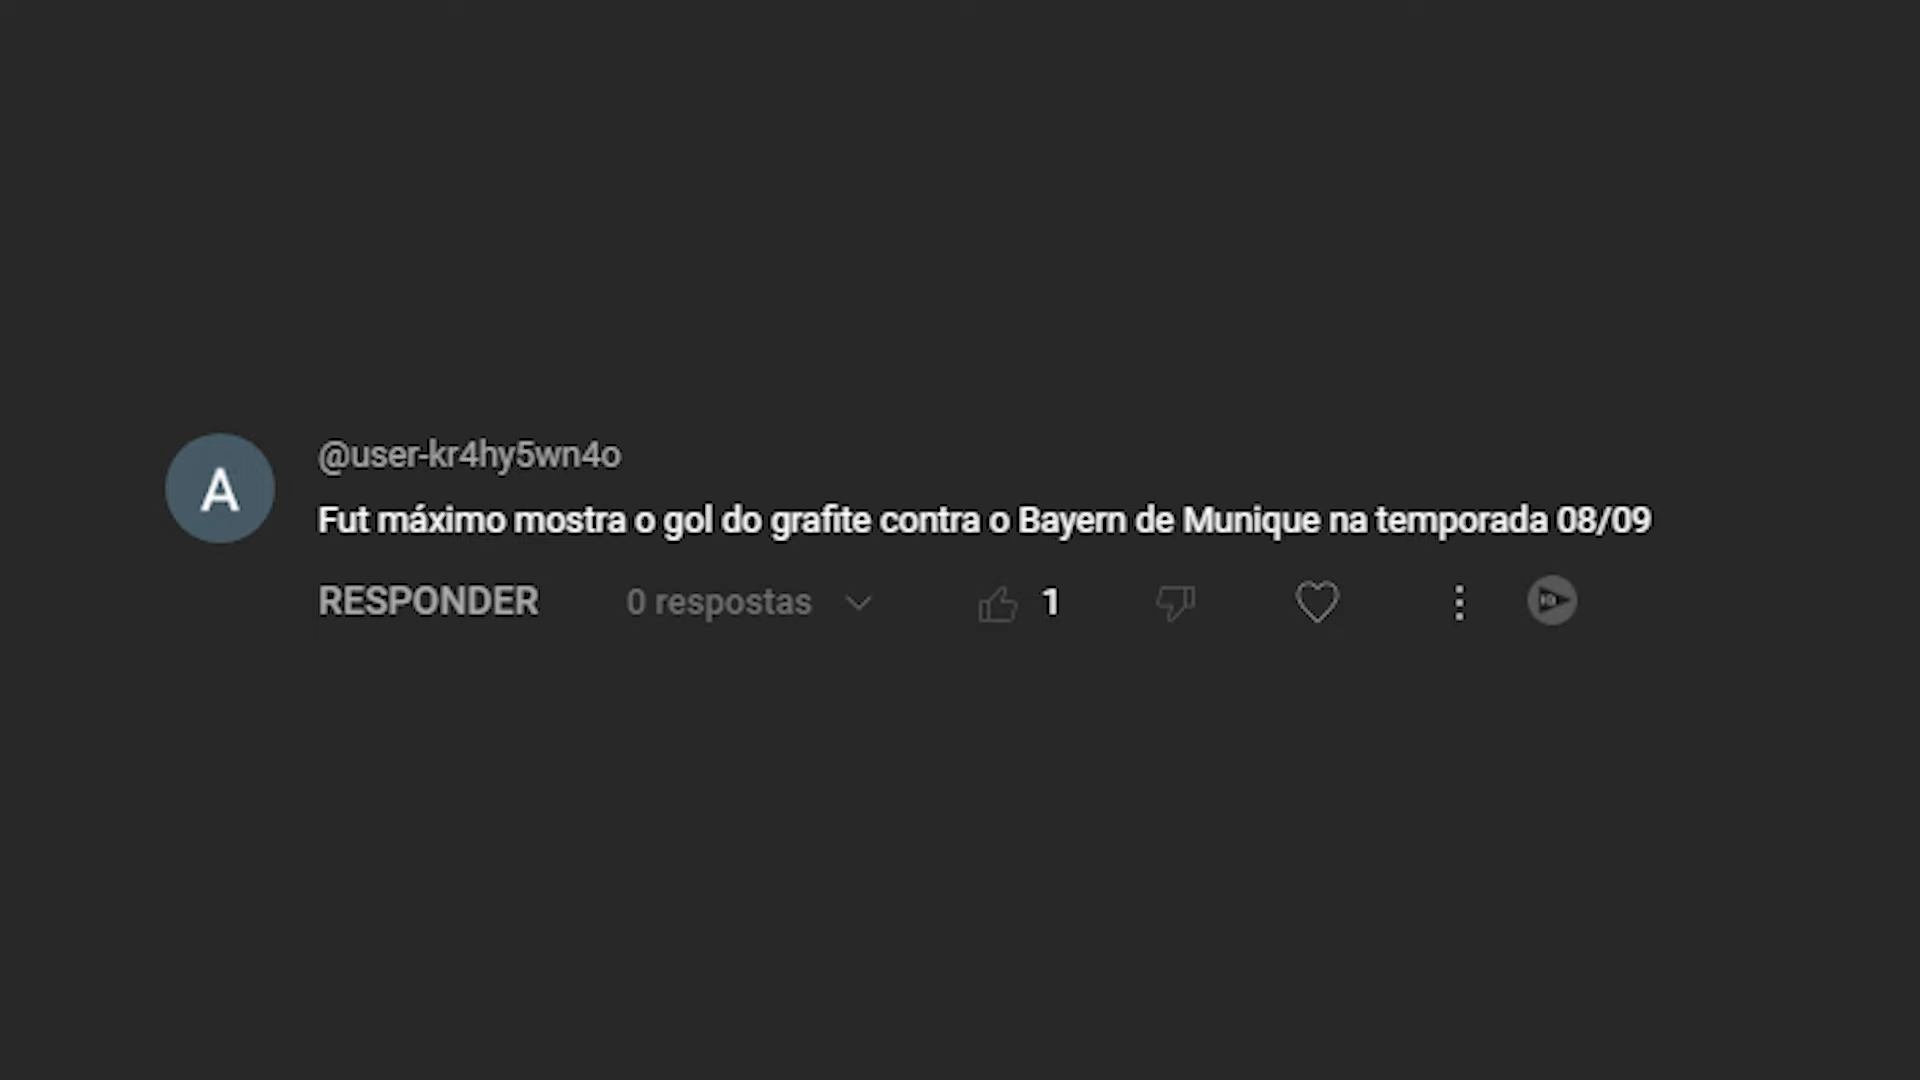 A
@user-kr4hy5wn4o
Fut máximo mostra o gol do grafite contra o Bayern de Munique na temporada 08/09
RESPONDER 0 respostas 1